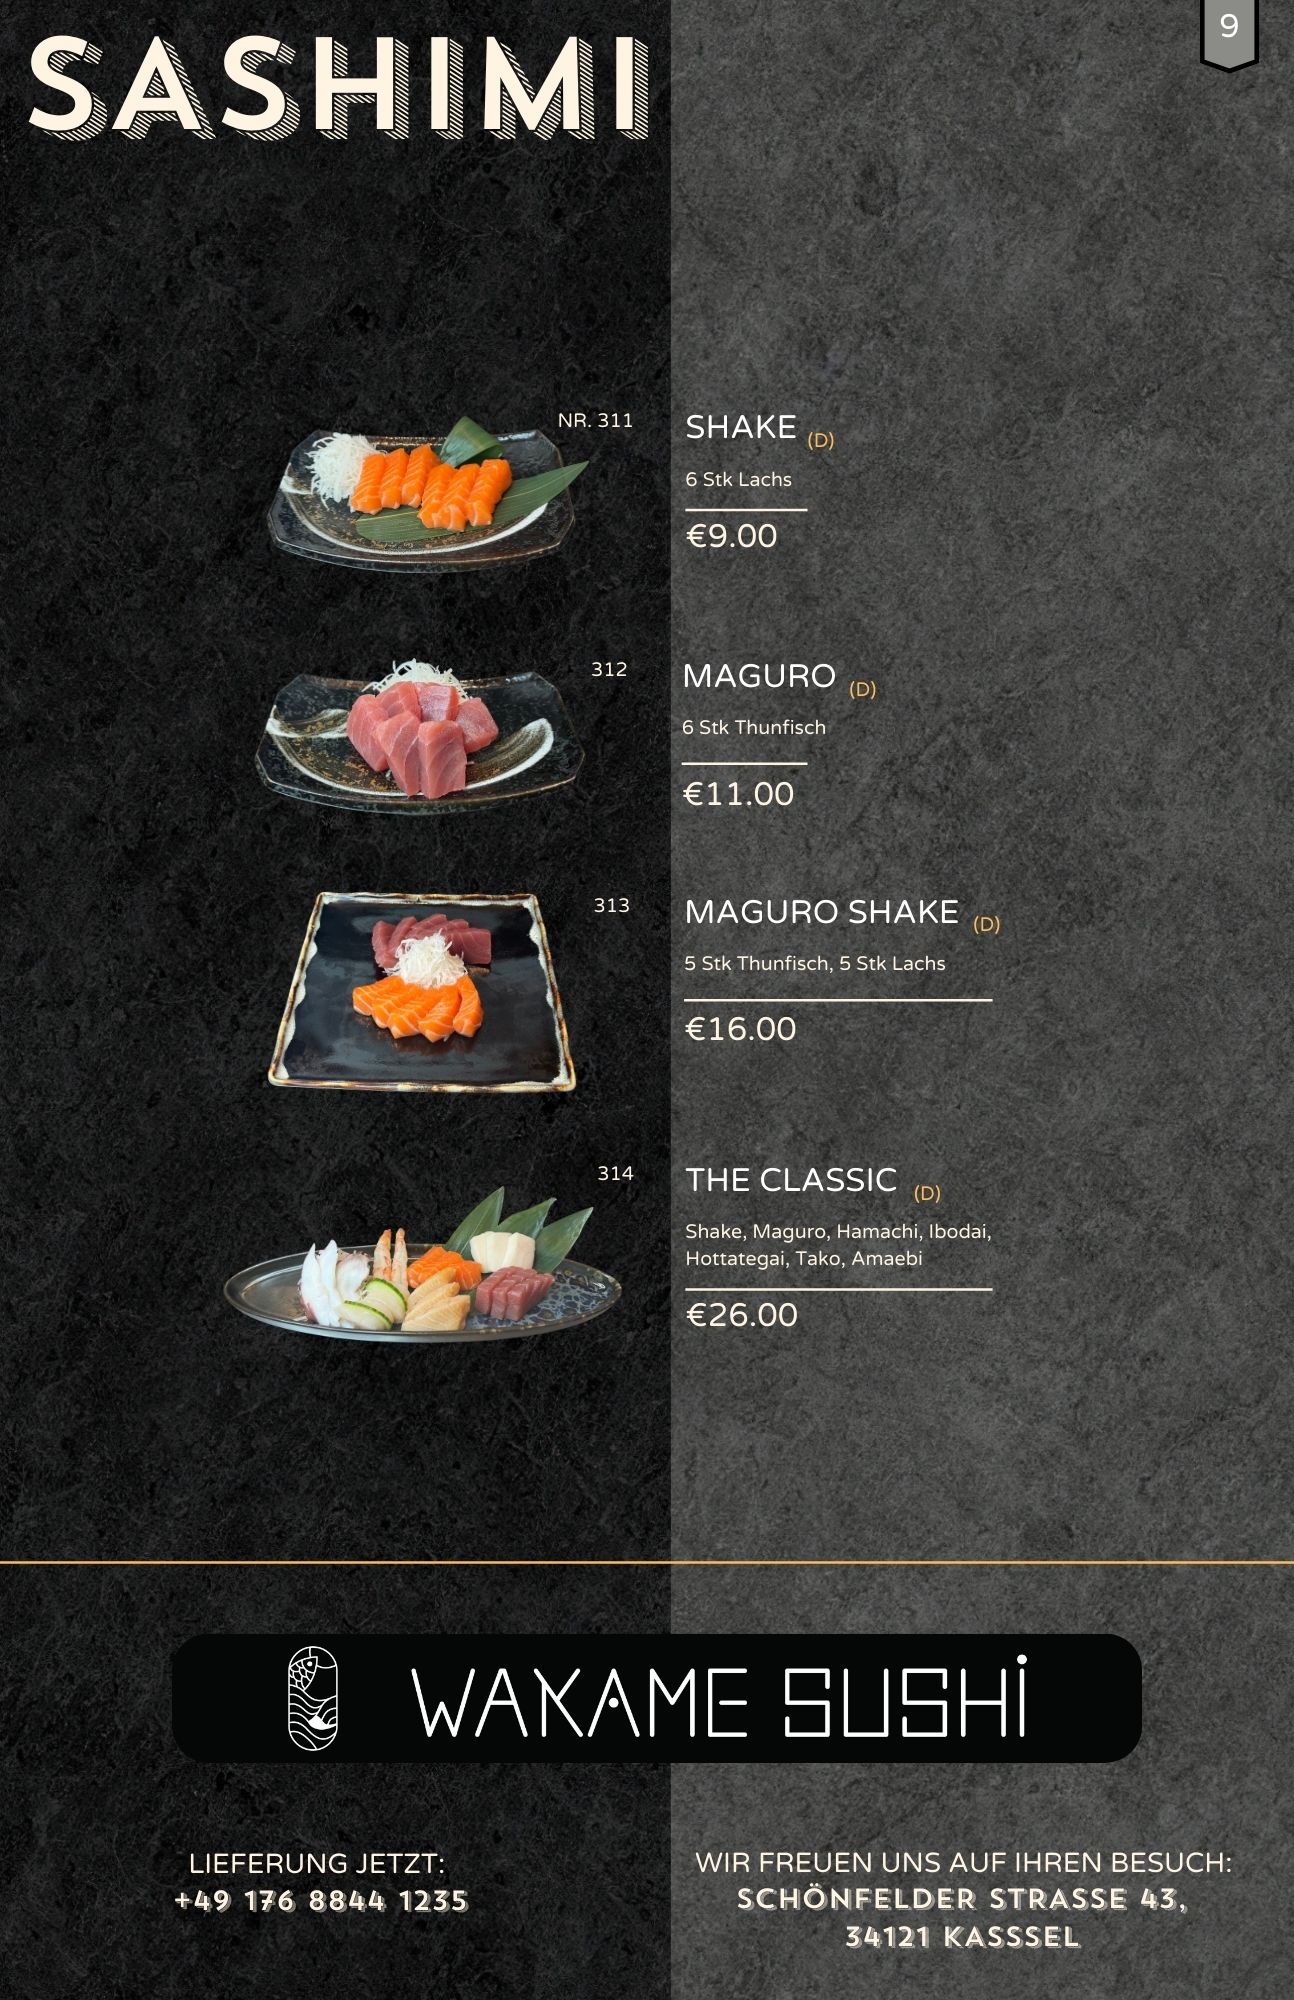 SASHIMI
9
NR. 311
SHAKE (D)
6 Stk Lachs
€9.00
312
MAGURO (D)
6 Stk Thunfisch
€11.00
313
MAGURO SHAKE (D)
5 Stk Thunfisch, 5 Stk Lachs
€16.00
314
THE CLASSIC (D)
Shake, Maguro, Hamachi, Ibodai,
Hottategai, Tako, Amaebi
€26.00
WAKAME SUSHi
LIEFERUNG JETZT:
+49 176 8844 1235
WIR FREUEN UNS AUF IHREN BESUCH:
SCHÖNFELDER STRASSE 43,
34121 KASSSEL